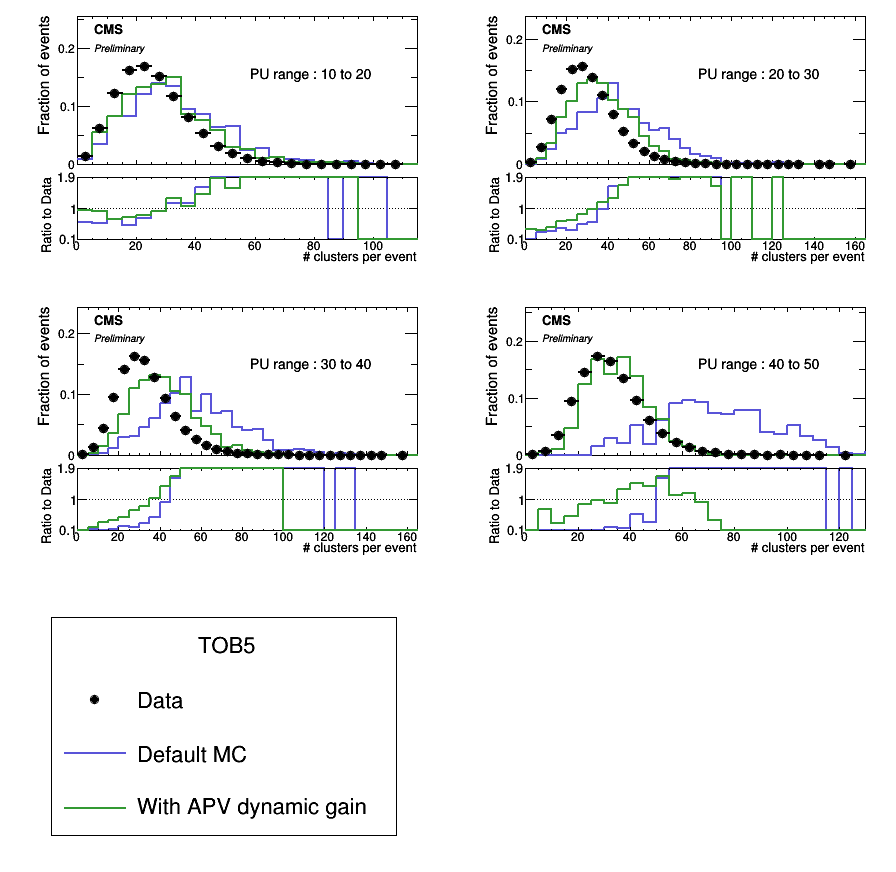 CMS
Preliminary
PU range : 10 to 20
Fraction of events
0.2
0.1
0
Ratio to Data
1.9
1
0.1
0 20 40 60 80 100
# clusters per event
CMS
Preliminary
PU range : 20 to 30
Fraction of events
0.2
0.1
0
Ratio to Data
1.9
1
0.1
0 20 40 60 80 100 120 140 160
# clusters per event
CMS
Preliminary
PU range : 30 to 40
Fraction of events
0.2
0.1
0
Ratio to Data
1.9
1
0.1
20 40 60 80 100 120 140 160
# clusters per event
CMS
Preliminary
PU range : 40 to 50
Fraction of events
0.2
0.1
0
Ratio to Data
1.9
1
0.1
20 40 60 80 100 120
# clusters per event
TOB5
Data
Default MC
With APV dynamic gain